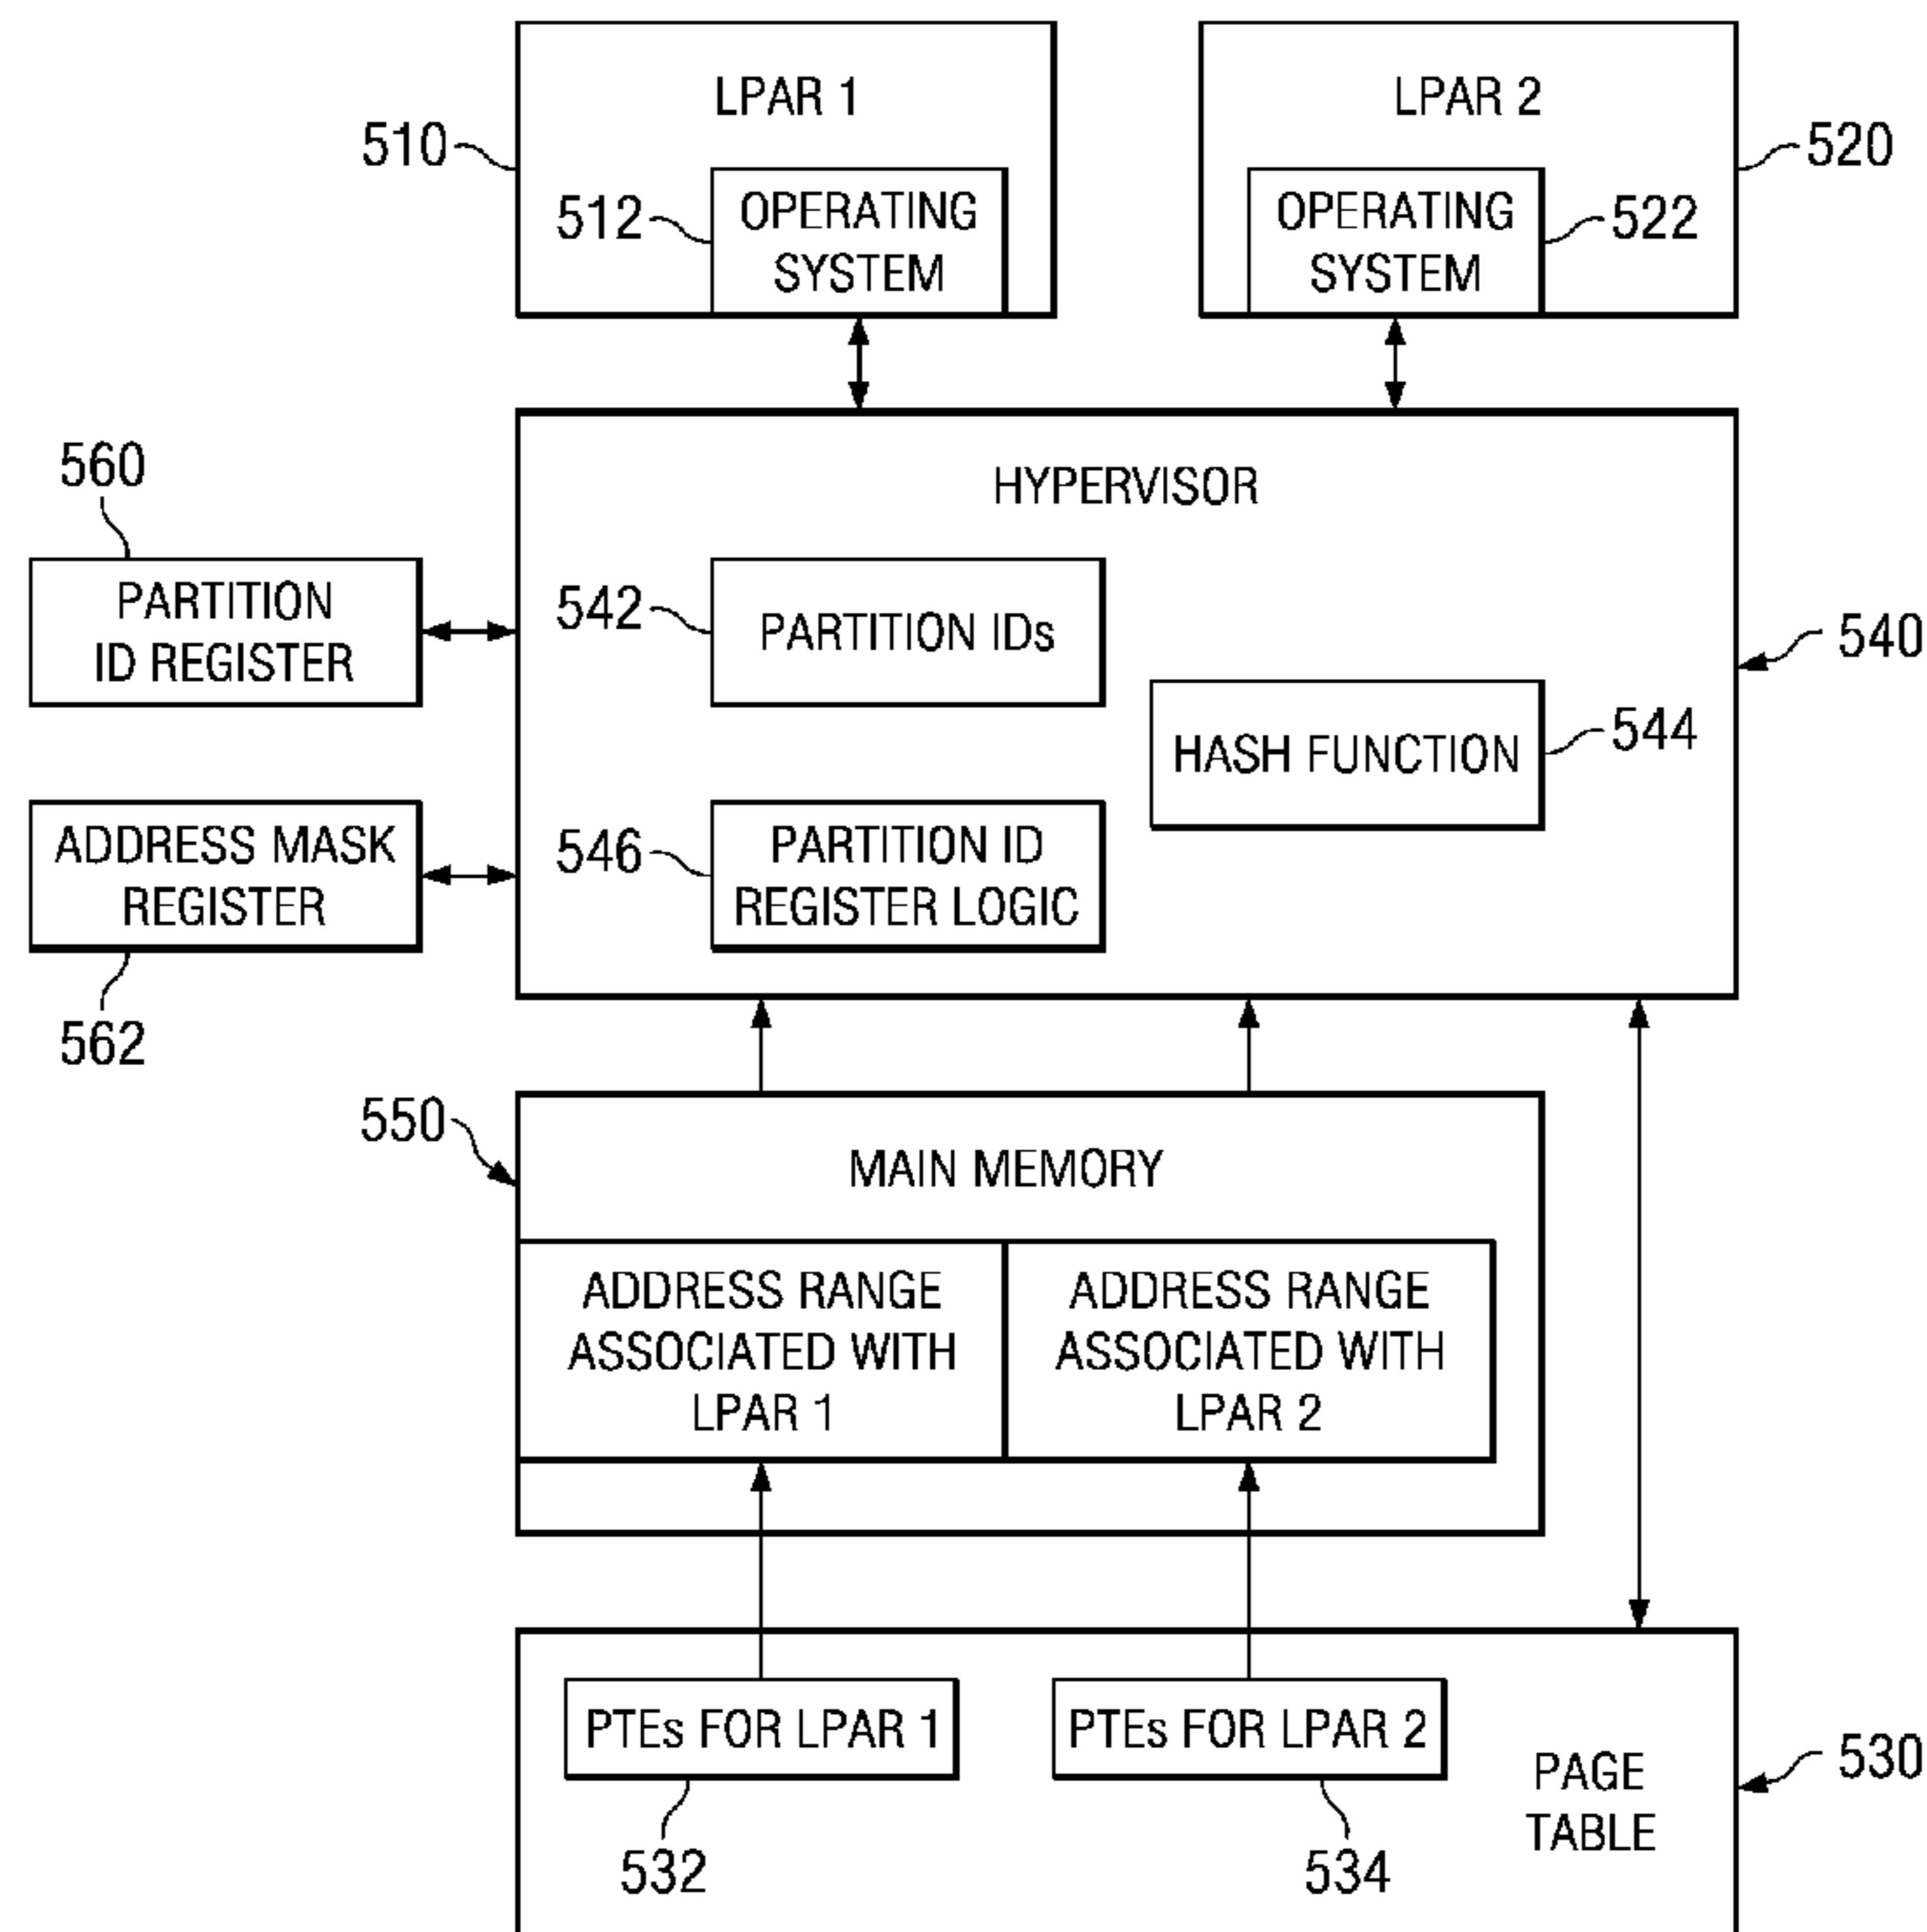 LPAR 1
LPAR 2
510
520
512
OPERATING
SYSTEM
OPERATING
SYSTEM
522
560
HYPERVISOR
PARTITION
ID REGISTER
542
PARTITION IDs
540
HASH FUNCTION
544
ADDRESS MASK
REGISTER
546
PARTITION ID
REGISTER LOGIC
562
550
MAIN MEMORY
ADDRESS RANGE
ASSOCIATED WITH
LPAR 1
ADDRESS RANGE
ASSOCIATED WITH
LPAR 2
PTEs FOR LPAR 1
PTEs FOR LPAR 2
PAGE
TABLE
530
532
534